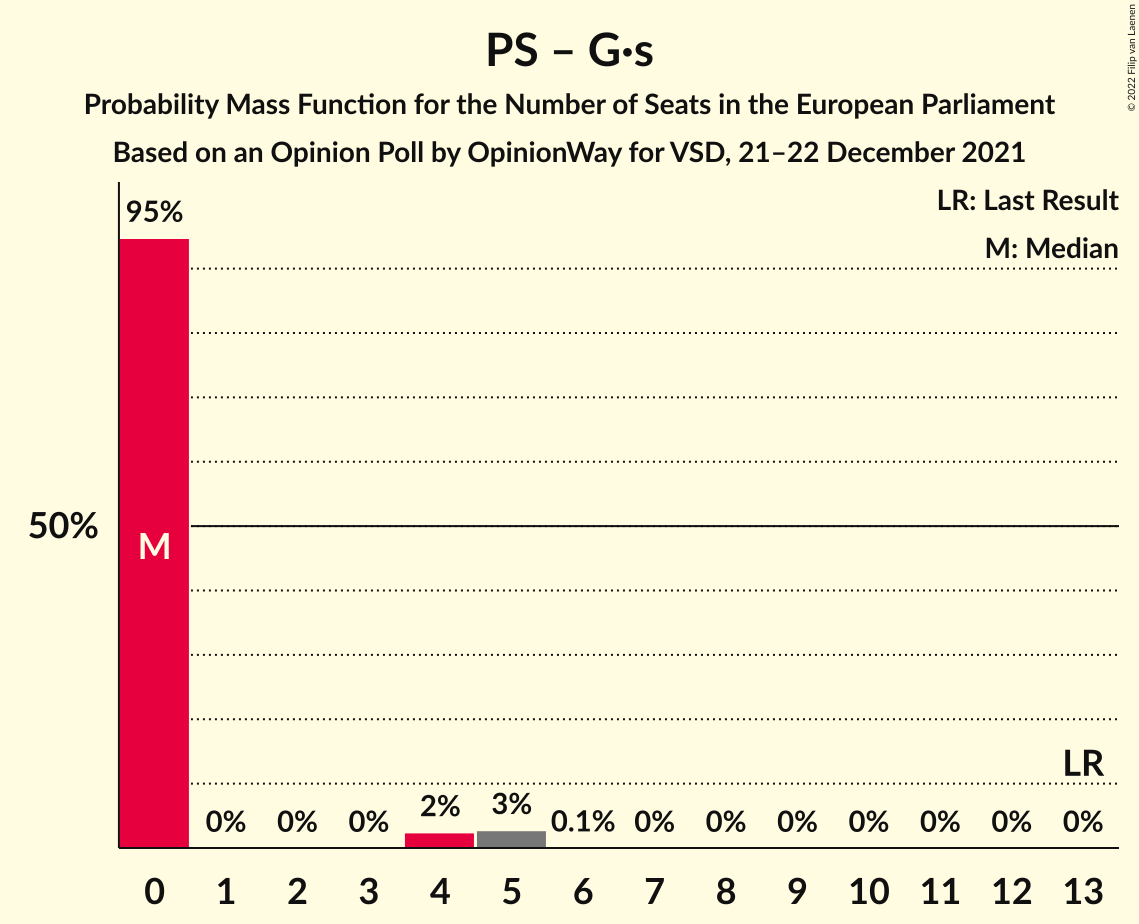 PS – G·s
Probability Mass Function for the Number of Seats in the European Parliament
Based on an Opinion Poll by OpinionWay for VSD, 21–22 December 2021
© 2022 Filip van Laenen
LR: Last Result
M: Median
95%
50%
M
LR
0% 0% 0% 2% 3% 0.1% 0% 0% 0% 0% 0% 0% 0%
0 1 2 3 4 5 6 7 8 9 10 11 12 13